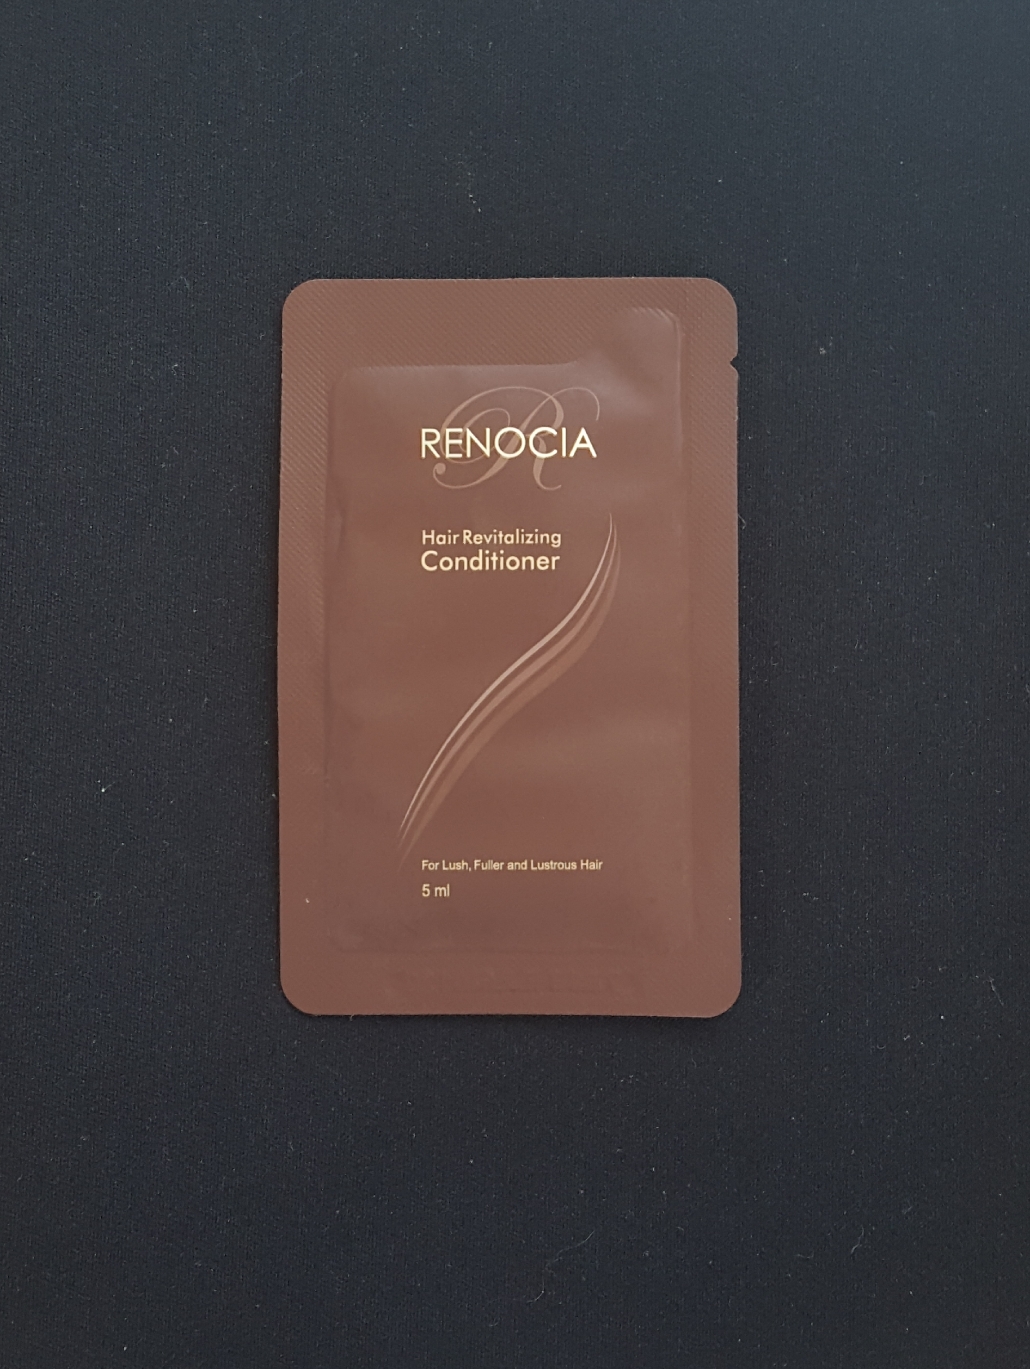 RENOCIA
Hair Revitalizing
Conditioner
For Lush, Fuller and Lustrous Hair
5 ml